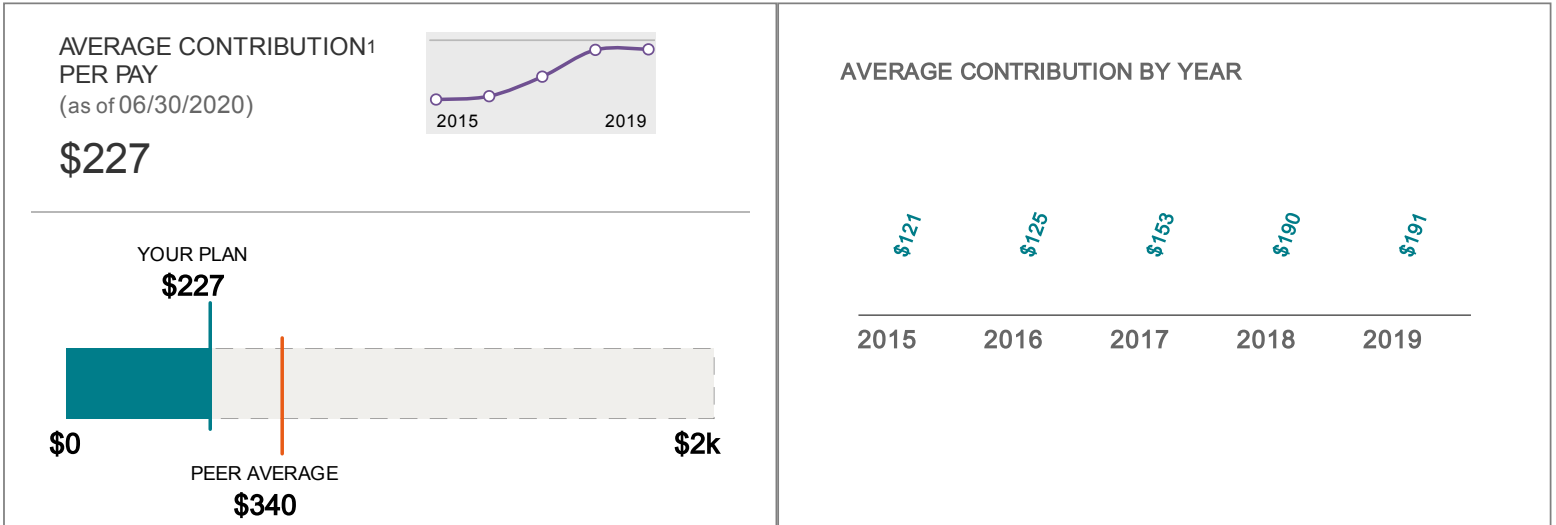 AVERAGE CONTRIBUTION1
PER PAY
(as of 06/30/2020)
$227
2015 2019
YOUR PLAN
$227
$0 $2k
PEER AVERAGE
$340
AVERAGE CONTRIBUTION BY YEAR
$121 $125 $153 $190 $191
2015 2016 2017 2018 2019